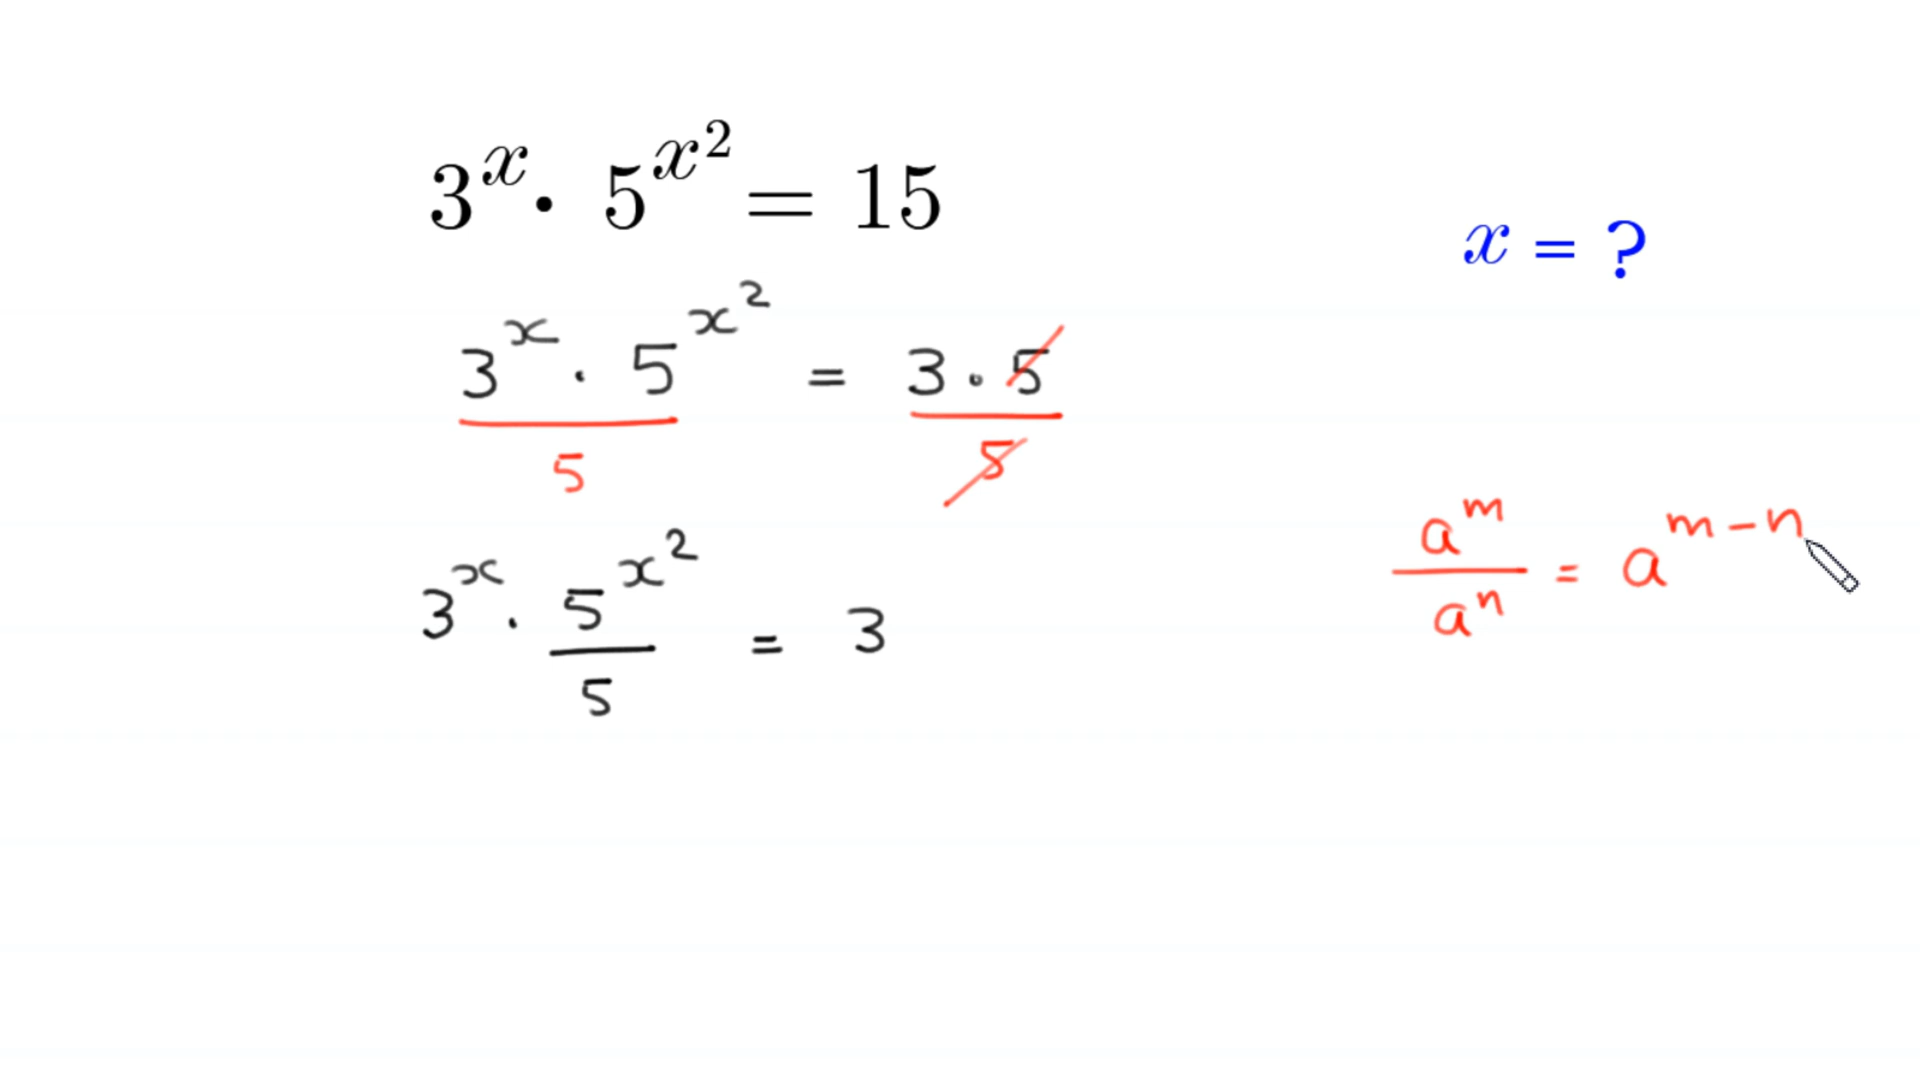 3^x · 5^{x^2} = 15
x = ?
3^x · 5^{x^2} / 5 = 3 · 5 / 5
3^x · 5^{x^2} / 5 = 3
a^m / a^n = a^{m-n}